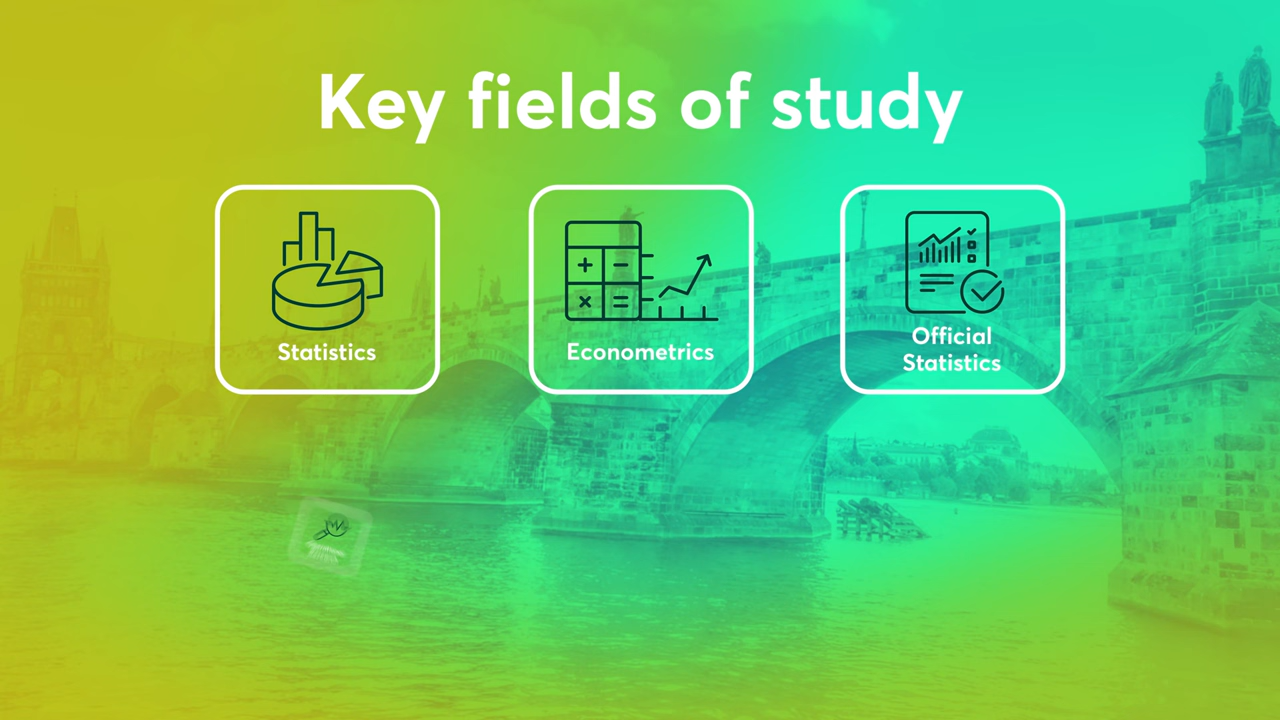 Key fields of study
Statistics
Econometrics
Official
Statistics